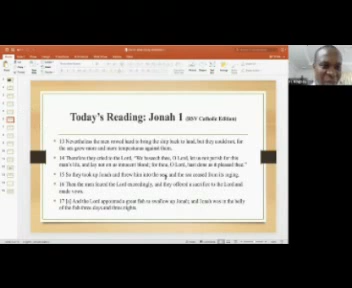 Today's Reading: Jonah 1 (RSV Catholic Edition)
13 Nevertheless the men rowed hard to bring the ship back to land, but they could not, for
the sea grew more and more tempestuous against them.
14 Therefore they cried to the Lord, "We beseech thee, O Lord, let us not perish for this
man's life, and lay not on us innocent blood; for thou, O Lord, hast done as it pleased thee."
15 So they took up Jonah and threw him into the sea; and the sea ceased from its raging.
16 Then the men feared the Lord exceedingly, and they offered a sacrifice to the Lord and
made vows.
17 [a] And the Lord appointed a great fish to swallow up Jonah; and Jonah was in the belly
of the fish three days and three nights.